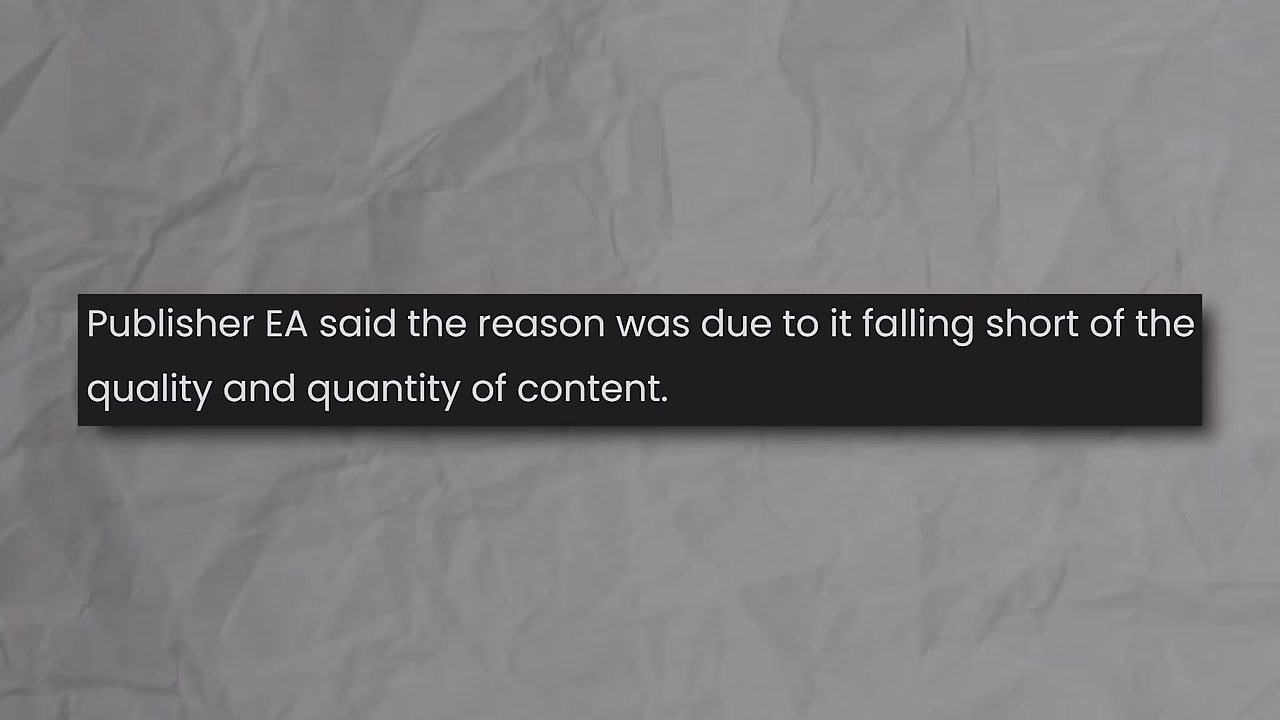 Publisher EA said the reason was due to it falling short of the
quality and quantity of content.